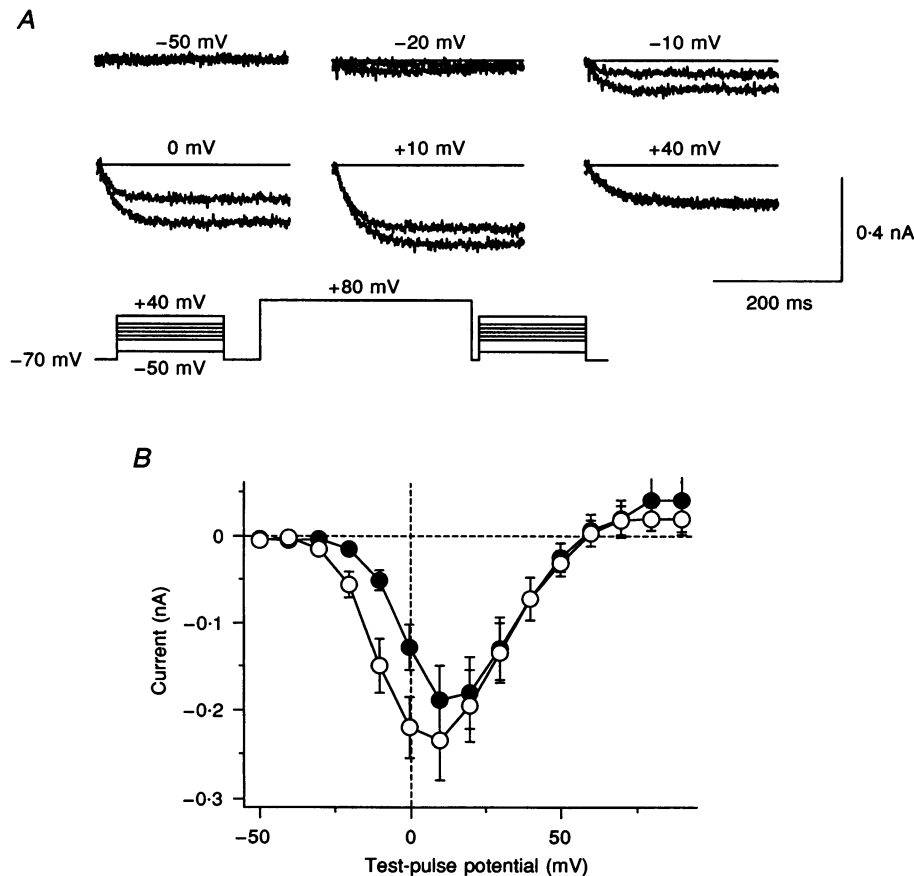 A
−50 mV
−20 mV
−10 mV
0 mV
+10 mV
+40 mV
0·4 nA
200 ms
+80 mV
+40 mV
−70 mV
−50 mV
B
0
−0·1
−0·2
−0·3
Current (nA)
−50
0
50
Test-pulse potential (mV)